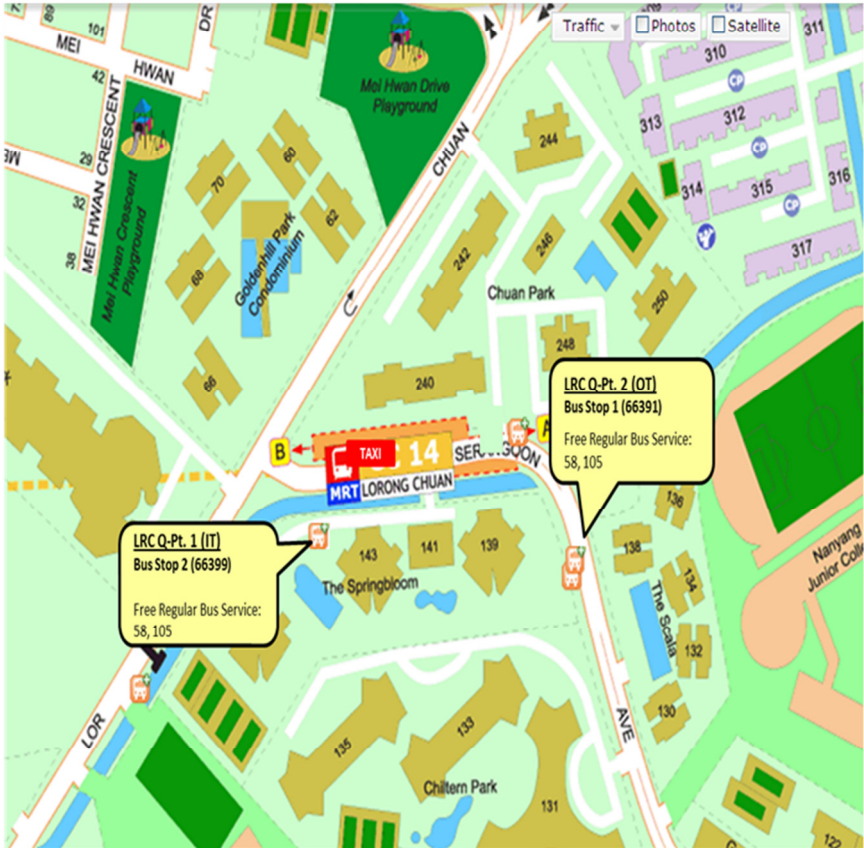 Traffic
Photos
Satellite
101
89
MEI
HWAN
DR
42
29
32
38
MEI HWAN CRESCENT
Mei Hwan Crescent
Playground
Mei Hwan Drive
Playground
CHUAN
70
60
62
68
66
Goldenhill Park
Condominium
244
242
246
Chuan Park
250
248
240
310
311
CP
313
312
CP
314
315
316
CP
317
B
TAXI
14
MRT
LORONG CHUAN
A
LRC Q-Pt. 2 (OT)
Bus Stop 1 (66391)
Free Regular Bus Service:
58, 105
LRC Q-Pt. 1 (IT)
Bus Stop 2 (66399)
Free Regular Bus Service:
58, 105
143
141
139
The Springbloom
136
138
134
132
130
The Scala
Nanyang
Junior
LOR
AVE
135
133
131
Chiltern Park
122